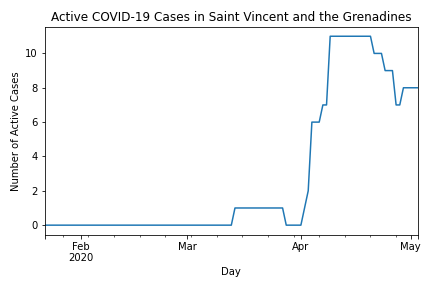 Active COVID-19 Cases in Saint Vincent and the Grenadines
Number of Active Cases
10
8
6
4
2
0
Feb
2020
Mar
Apr
May
Day